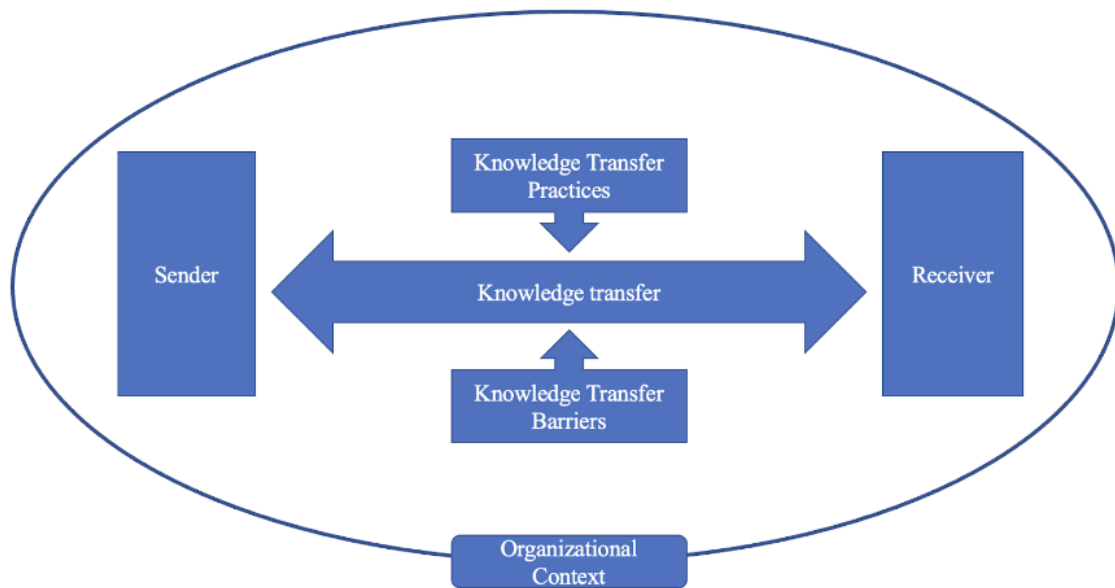 Knowledge Transfer
Practices
Sender
Knowledge transfer
Receiver
Knowledge Transfer
Barriers
Organizational
Context